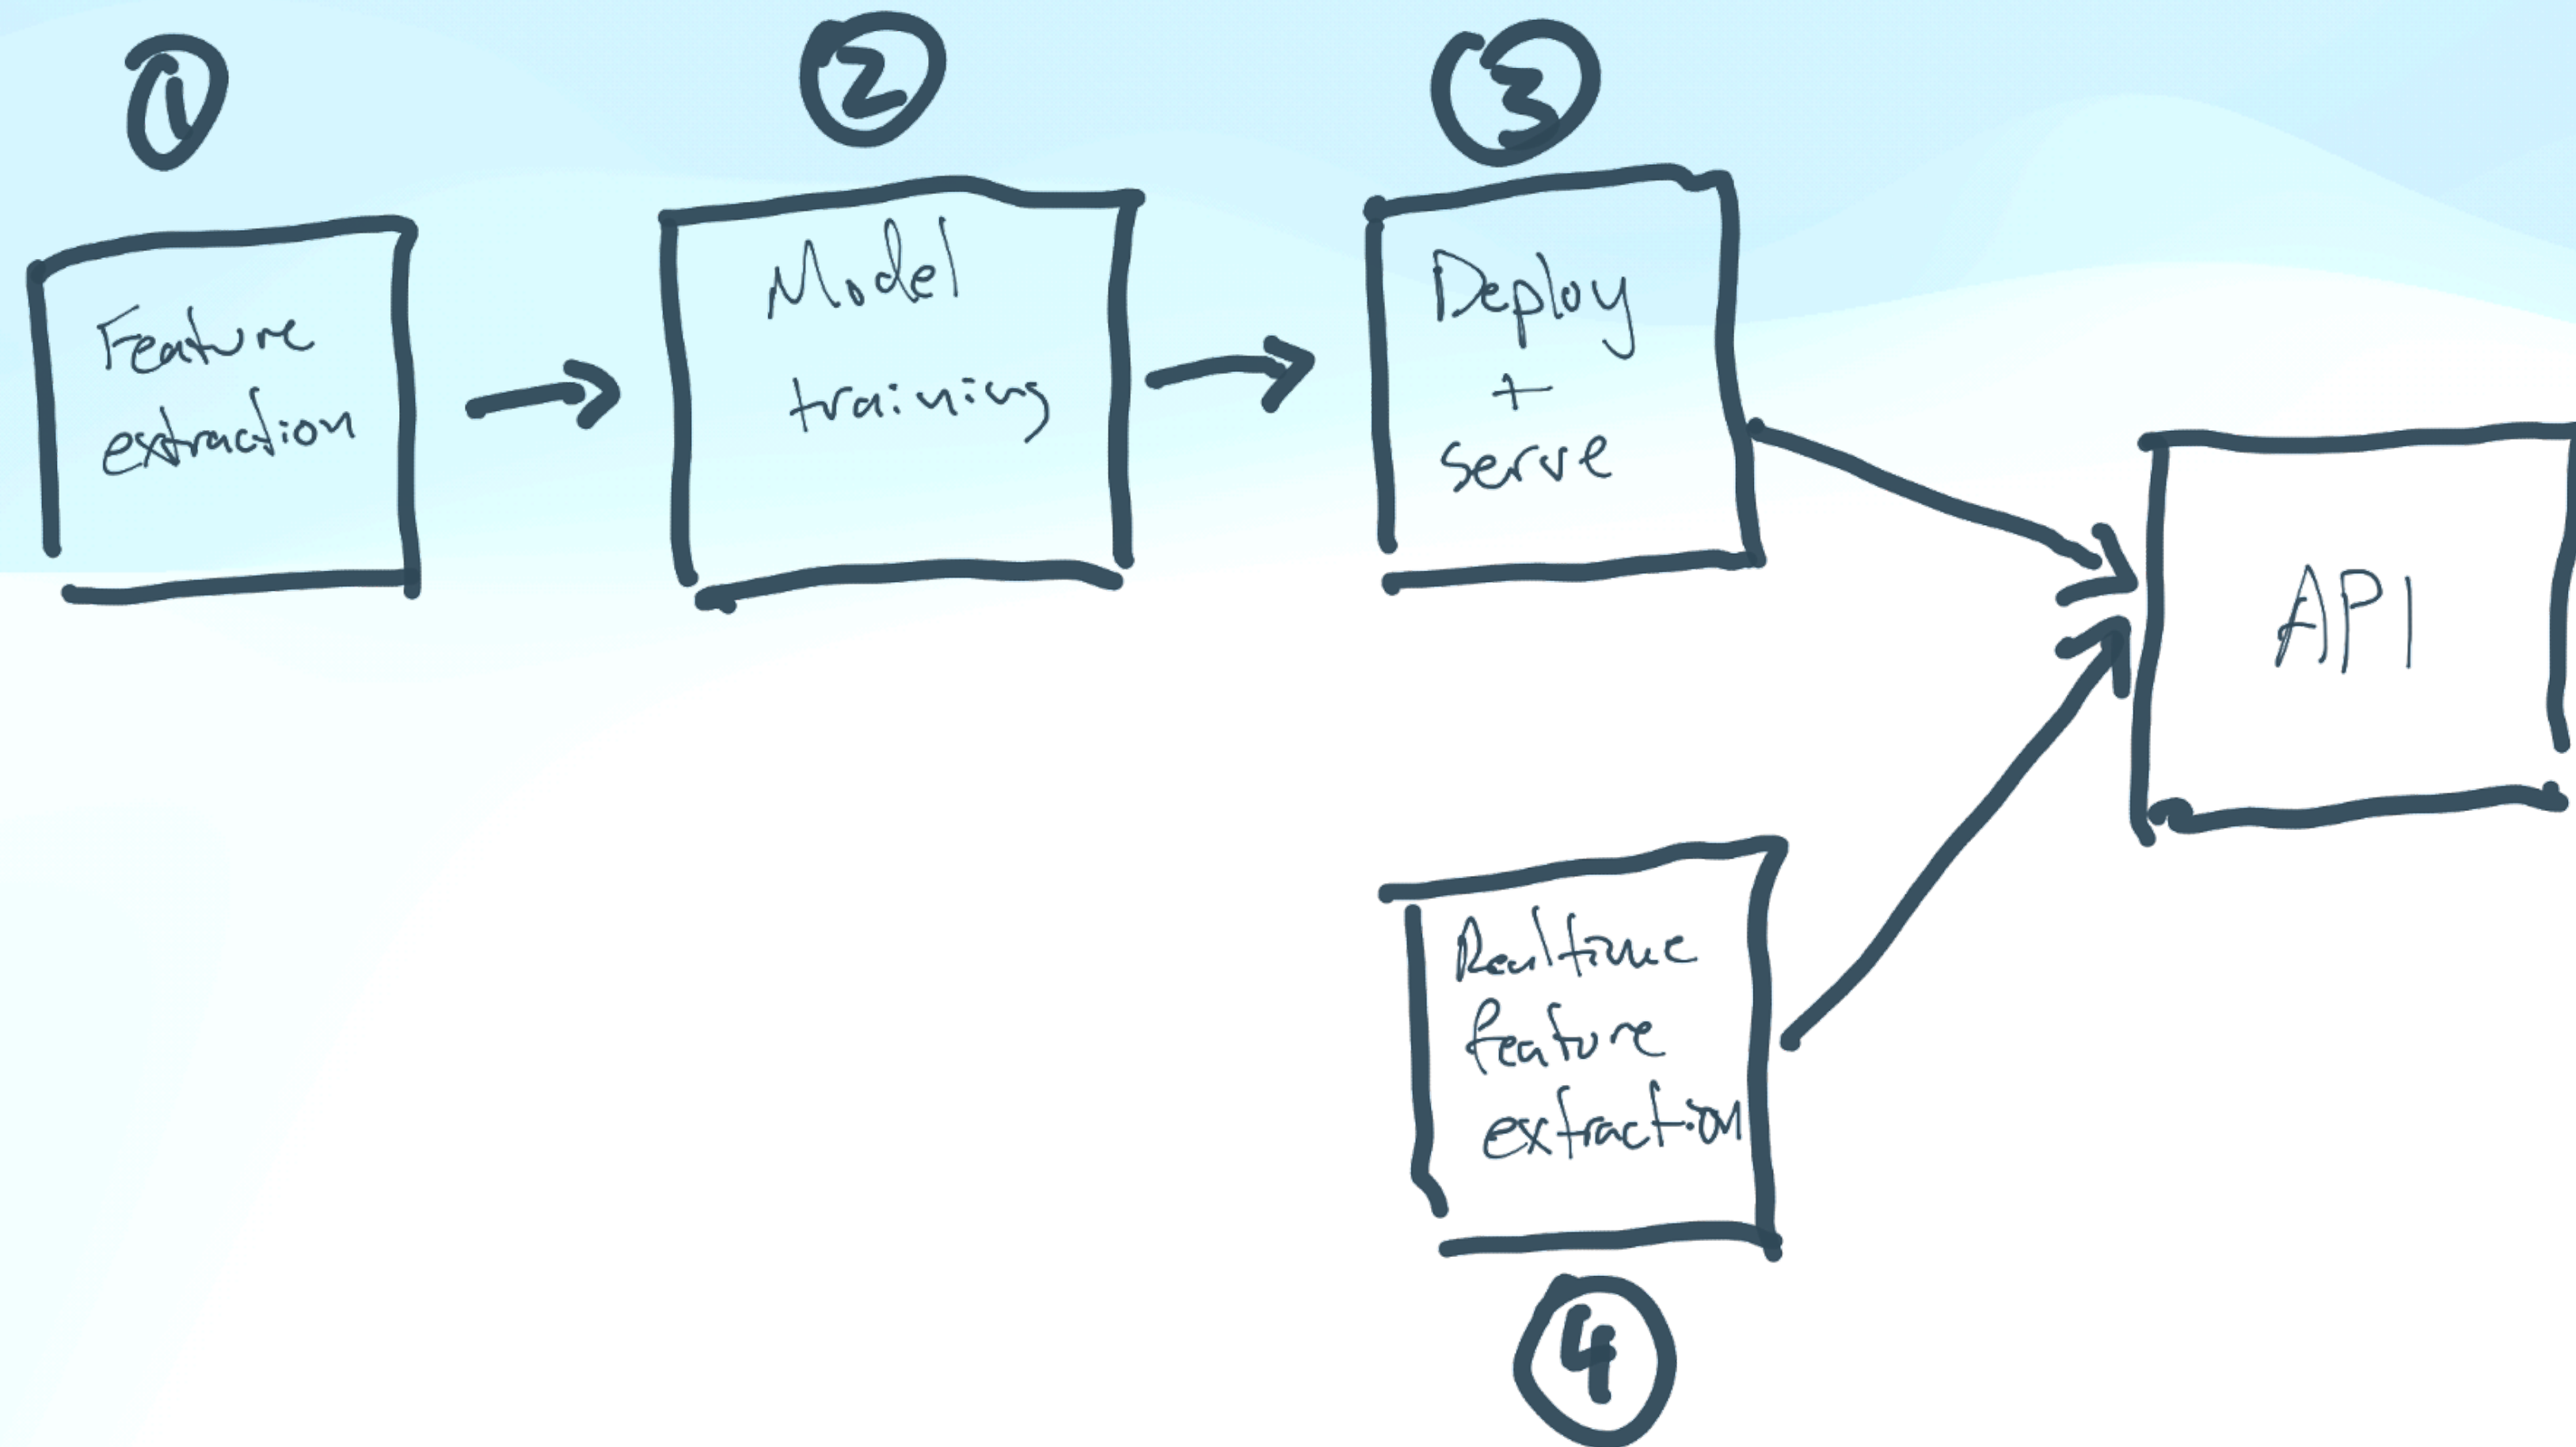 1
2
3
Feature
extraction
Model
training
Deploy
+
serve
API
Realtime
feature
extraction
4